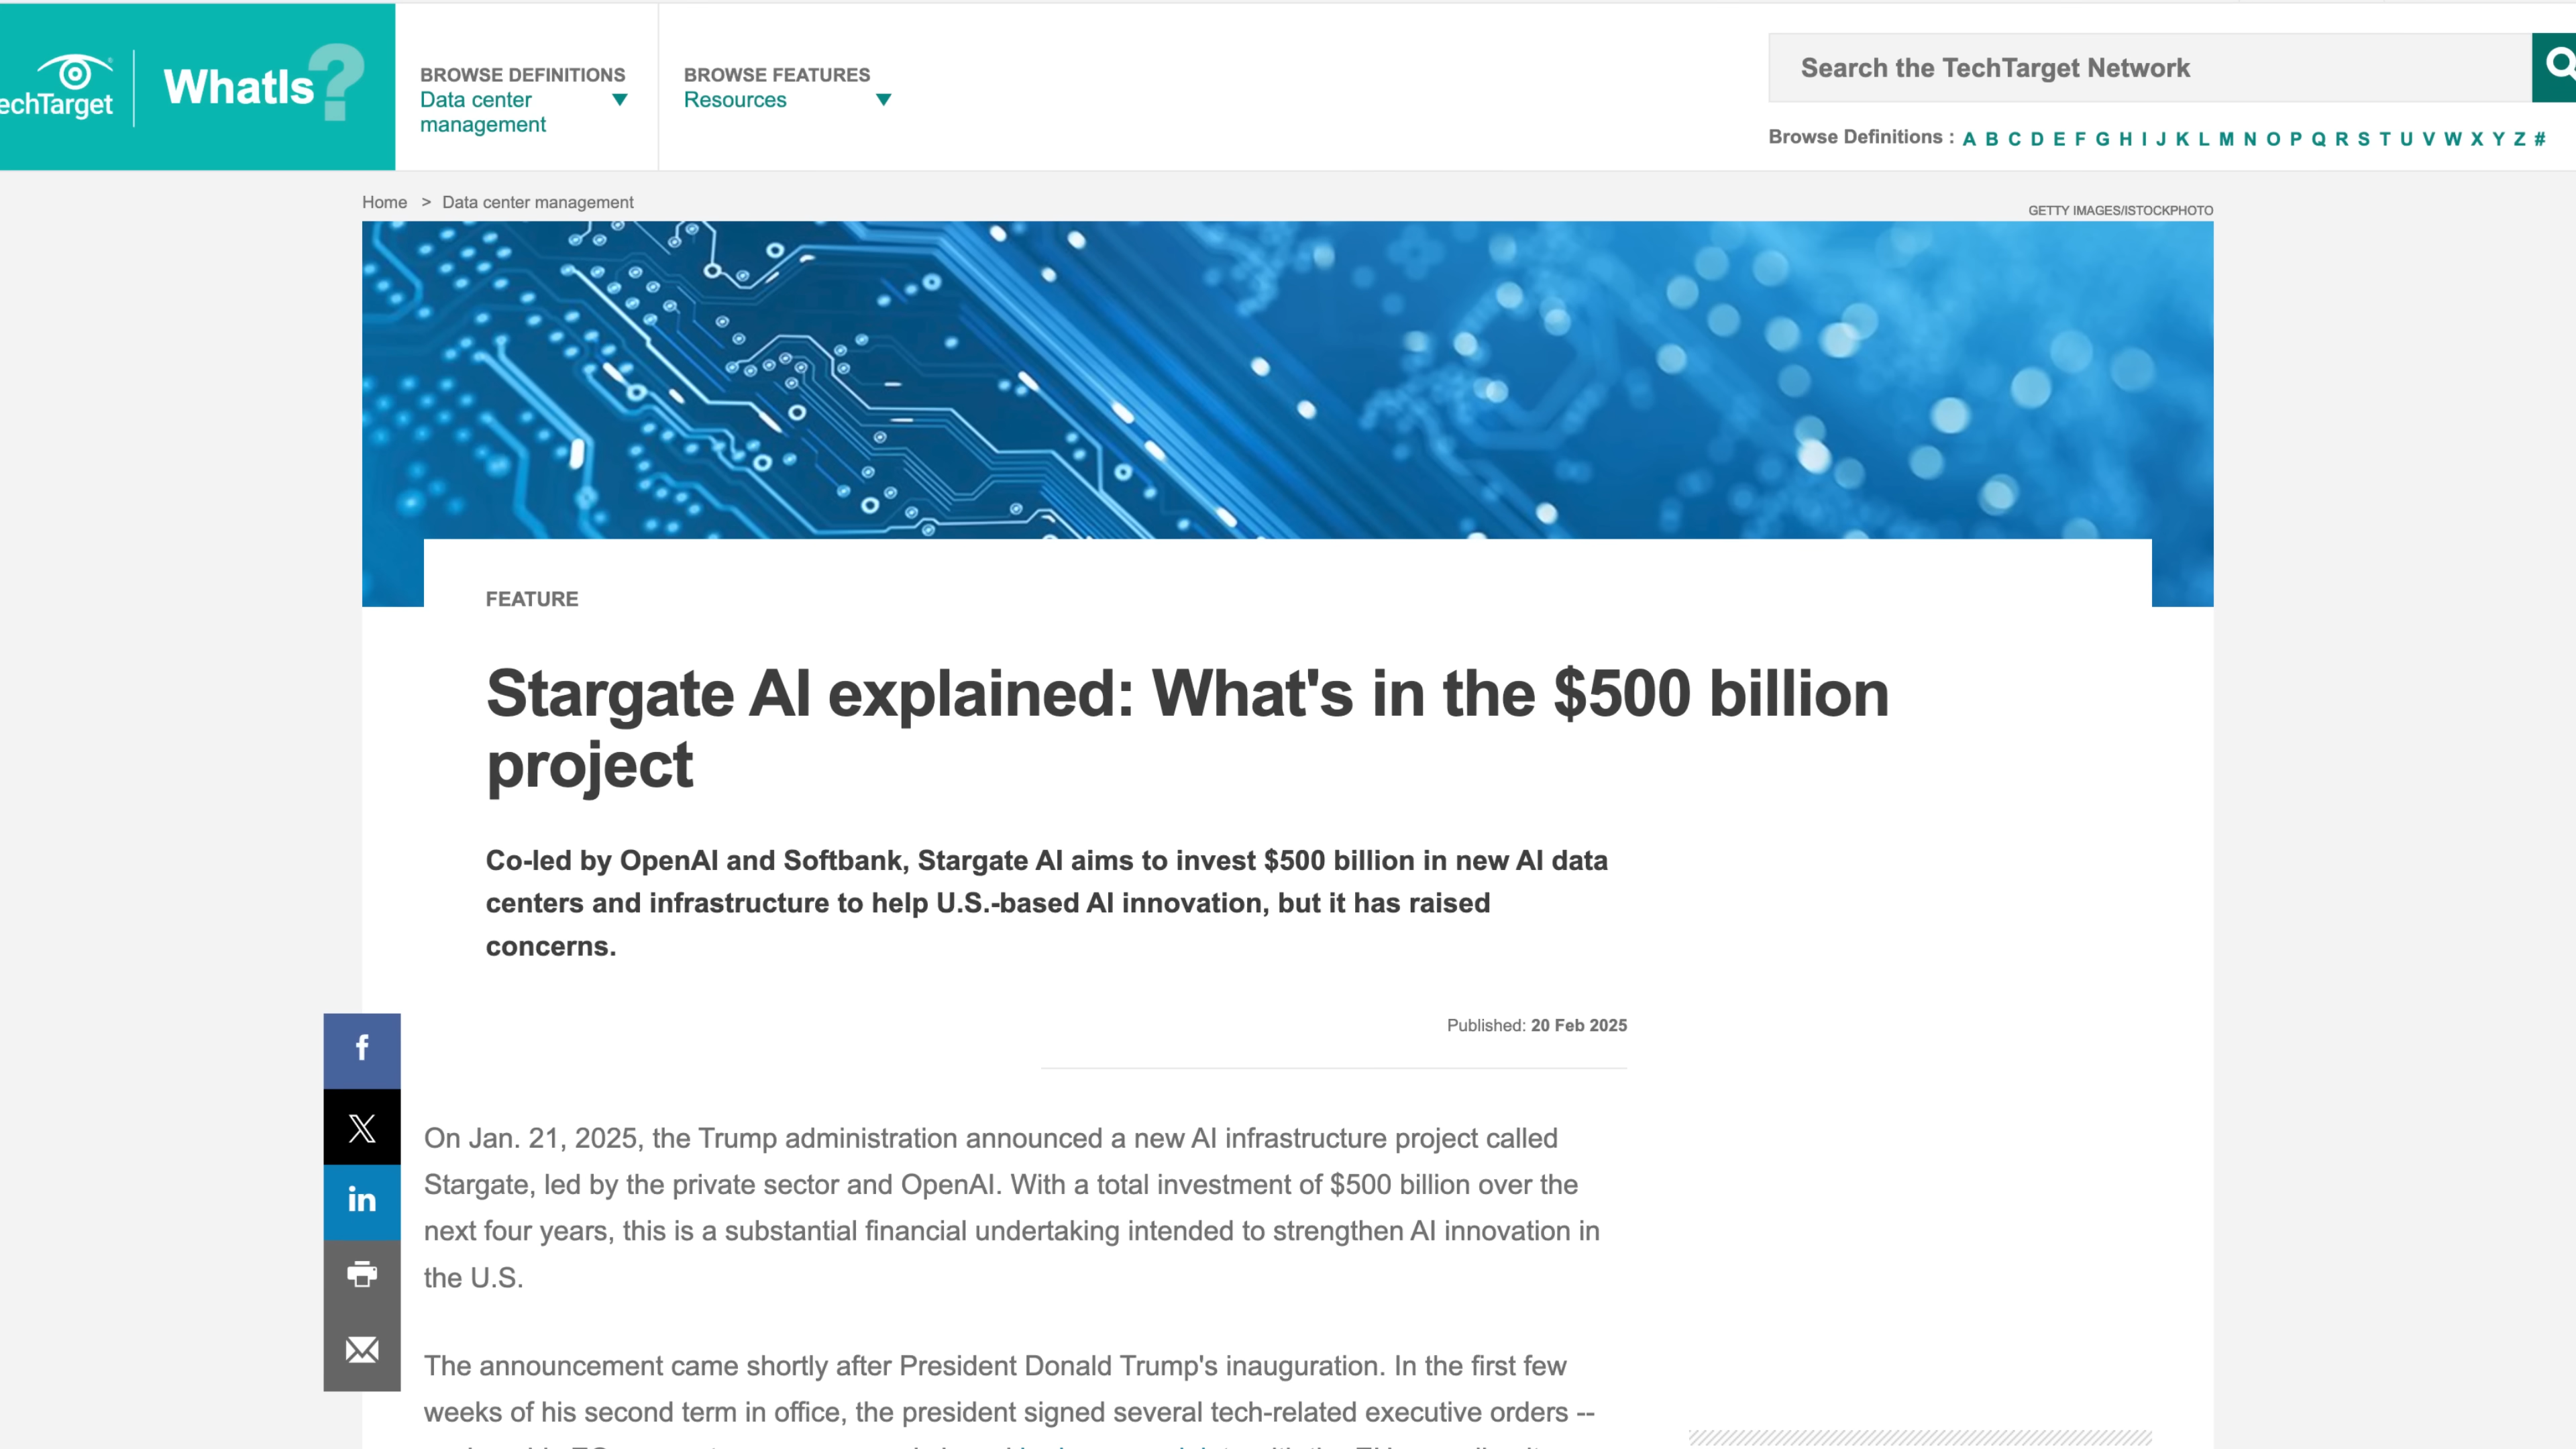 echTarget
WhatIs?
BROWSE DEFINITIONS
Data center
management
BROWSE FEATURES
Resources
Search the TechTarget Network
Browse Definitions : A B C D E F G H I J K L M N O P Q R S T U V W X Y Z #
Home > Data center management
GETTY IMAGES/ISTOCKPHOTO
FEATURE
Stargate AI explained: What's in the $500 billion
project
Co-led by OpenAI and Softbank, Stargate AI aims to invest $500 billion in new AI data
centers and infrastructure to help U.S.-based AI innovation, but it has raised
concerns.
Published: 20 Feb 2025
f
X
in
On Jan. 21, 2025, the Trump administration announced a new AI infrastructure project called
Stargate, led by the private sector and OpenAI. With a total investment of $500 billion over the
next four years, this is a substantial financial undertaking intended to strengthen AI innovation in
the U.S.
The announcement came shortly after President Donald Trump's inauguration. In the first few
weeks of his second term in office, the president signed several tech-related executive orders --